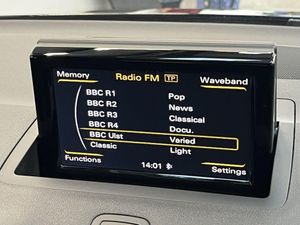 Memory Radio FM TP Waveband
BBC R1 Pop
BBC R2 News
BBC R3 Classical
BBC R4 Docu.
BBC Ulst Varied
Classic Light
Functions 14:01 Settings